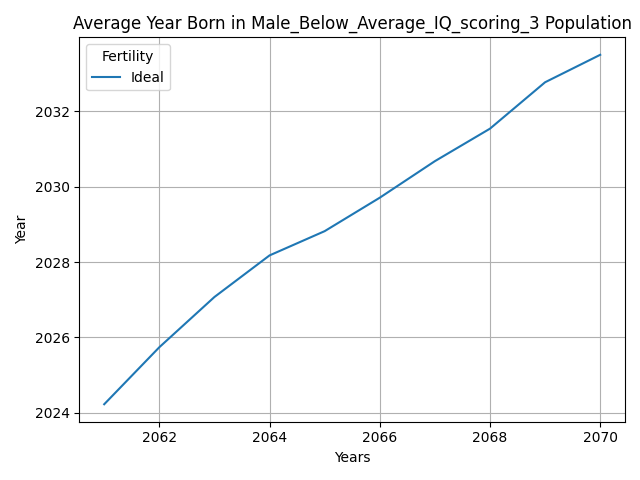 Average Year Born in Male_Below_Average_IQ_scoring_3 Population
Fertility
Ideal
2032
2030
2028
2026
2024
Year
2062
2064
2066
2068
2070
Years